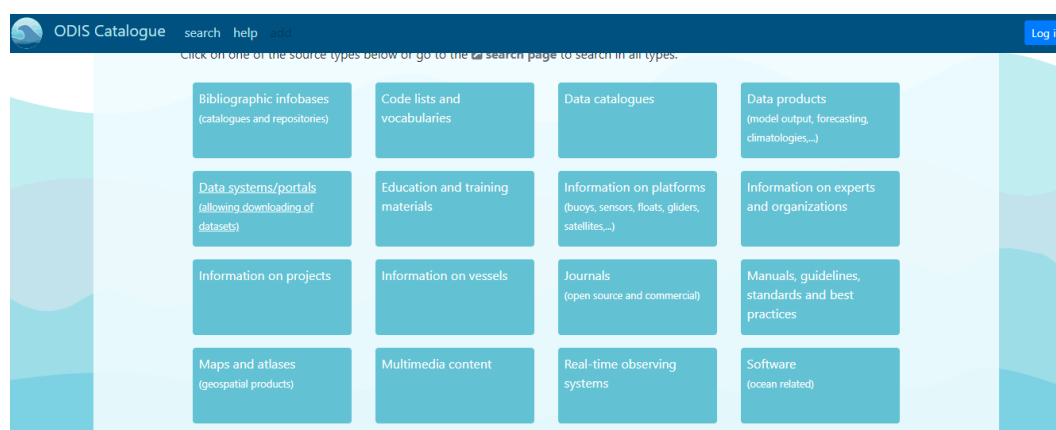 ODIS Catalogue search help add Log i
Click on one of the source types below or go to the search page to search in all types.
Bibliographic infobases
(catalogues and repositories)
Code lists and
vocabularies
Data catalogues
Data products
(model output, forecasting,
climatologies,...)
Data systems/portals
(allowing downloading of
datasets)
Education and training
materials
Information on platforms
(buoys, sensors, floats, gliders,
satellites,...)
Information on experts
and organizations
Information on projects
Information on vessels
Journals
(open source and commercial)
Manuals, guidelines,
standards and best
practices
Maps and atlases
(geospatial products)
Multimedia content
Real-time observing
systems
Software
(ocean related)